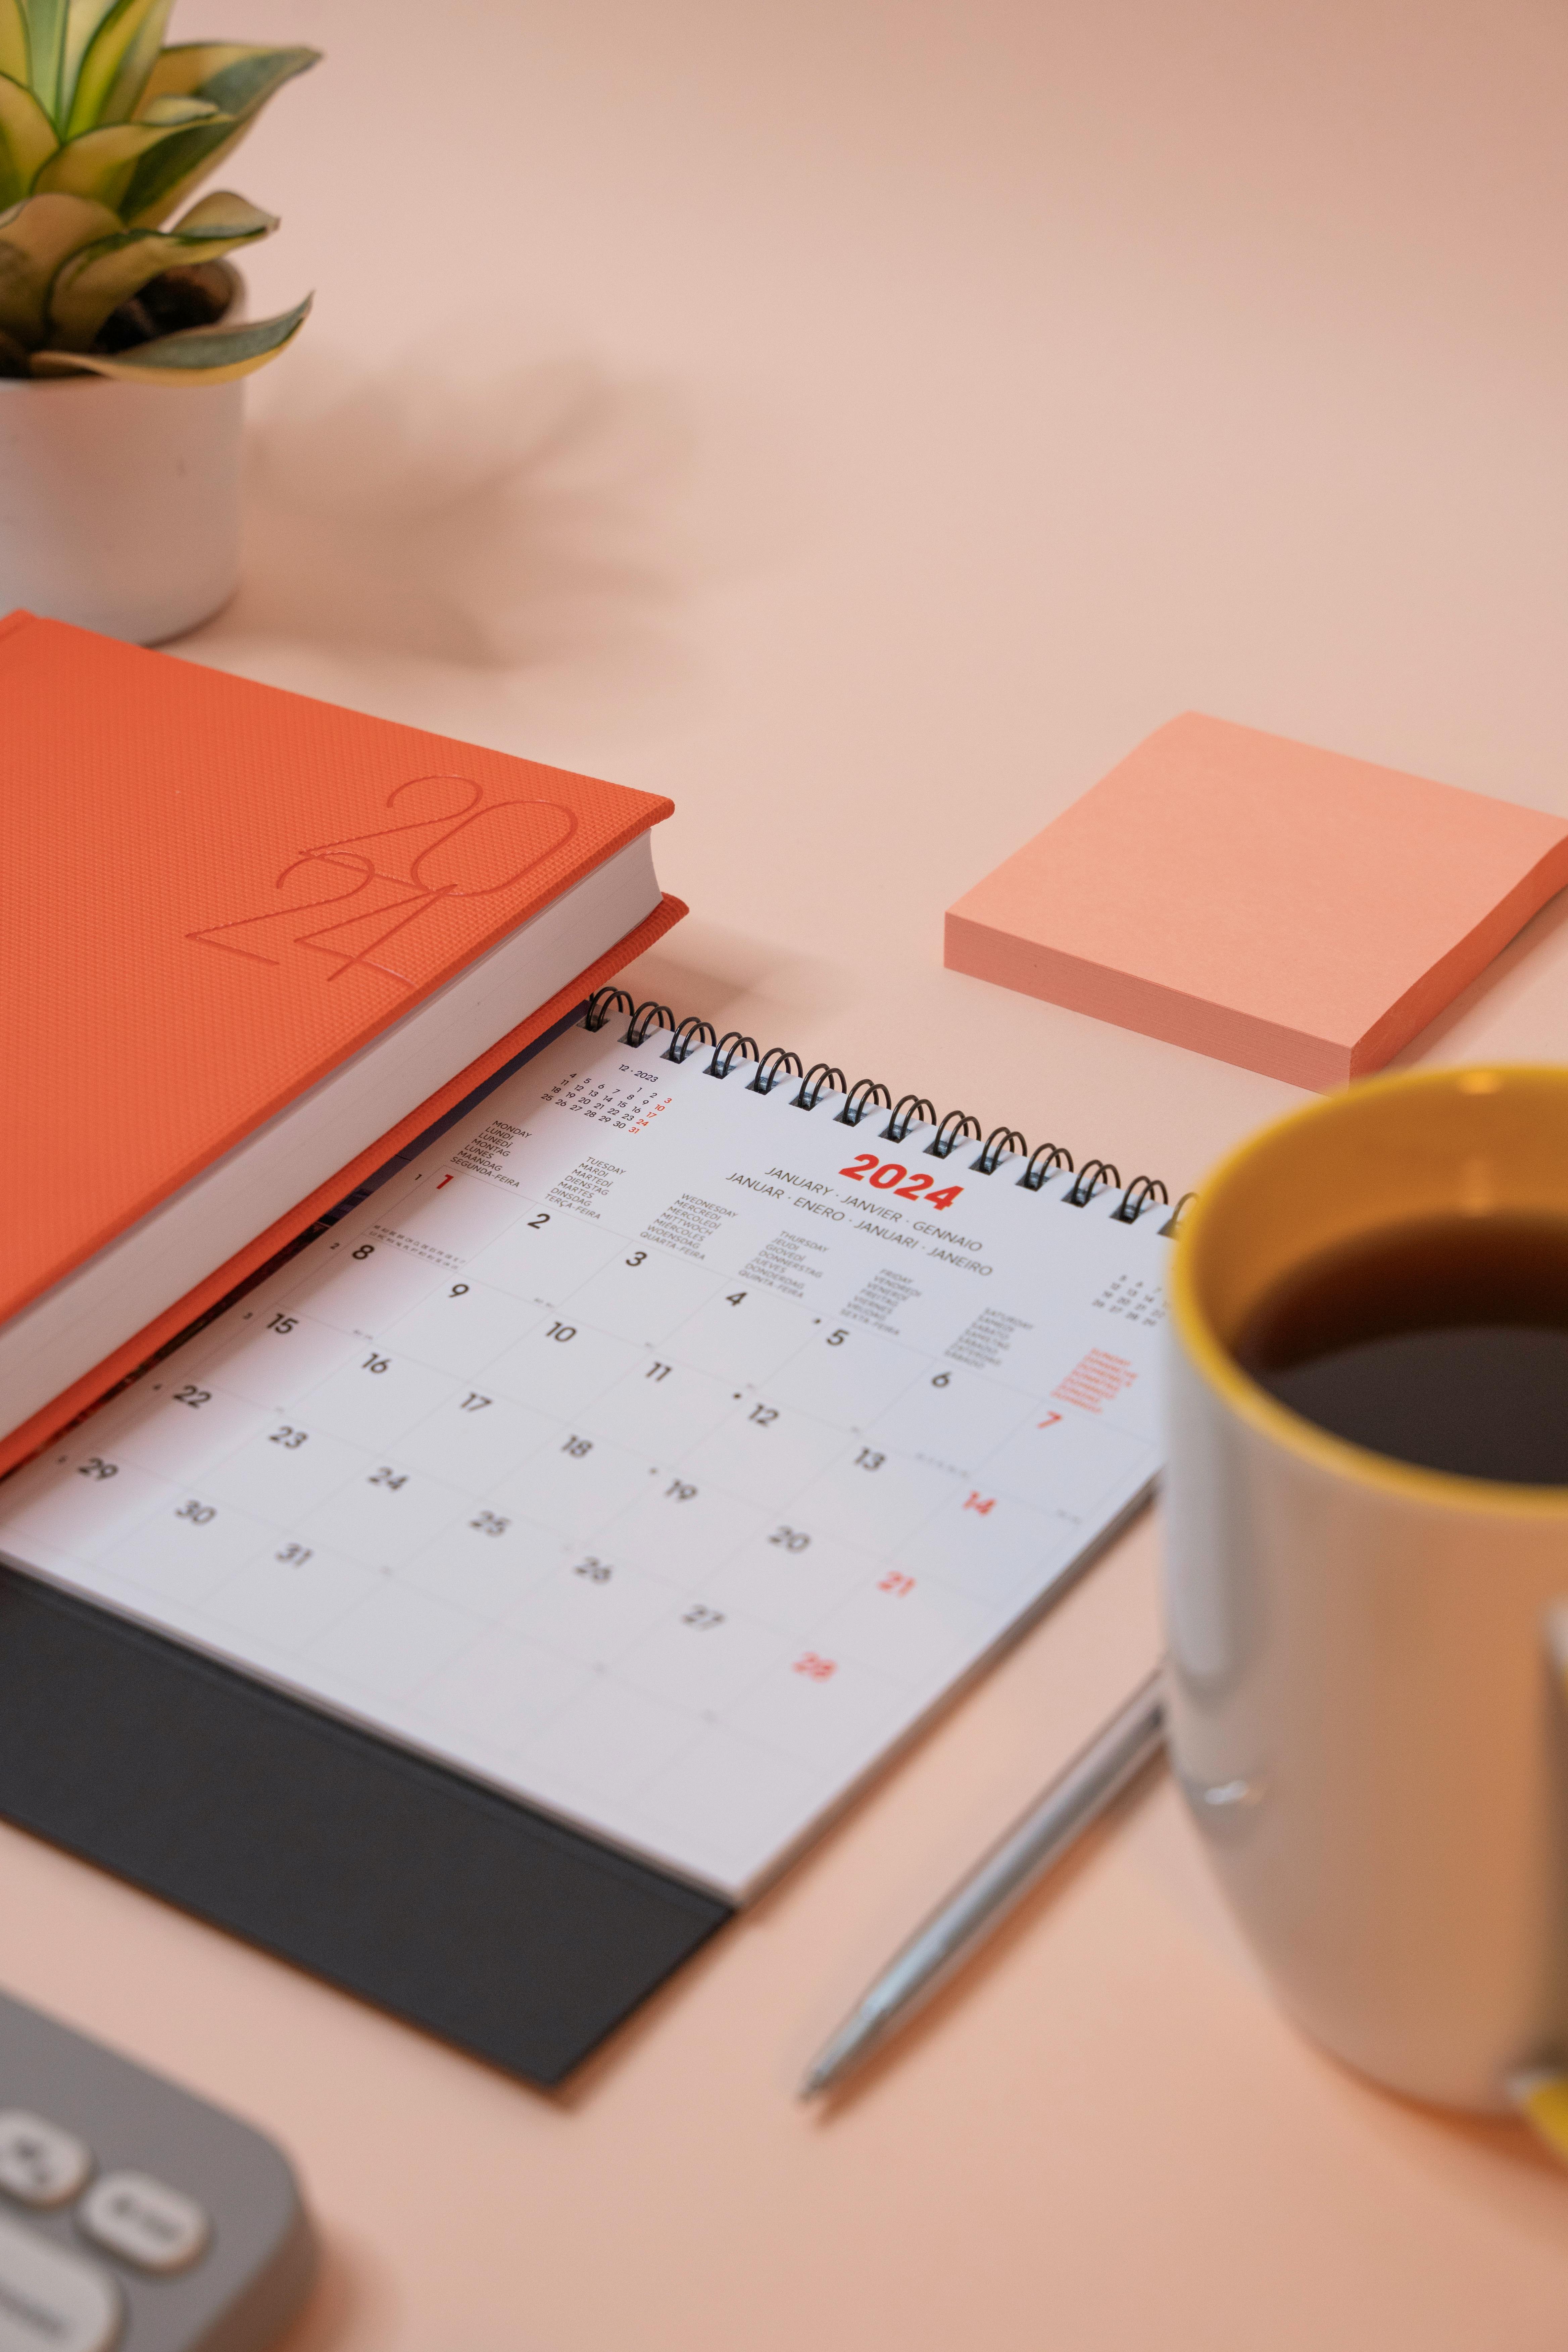 20
24
12 · 2023
1 2 3
4 5 6 7 8 9 10
11 12 13 14 15 16 17
18 19 20 21 22 23 24
25 26 27 28 29 30 31
2024
JANUARY · JANVIER · GENNAIO
JANUAR · ENERO · JANUARI · JANEIRO
MONDAY
LUNDI
LUNEDÌ
MONTAG
LUNES
MAANDAG
SEGUNDA-FEIRA
TUESDAY
MARDI
MARTEDÌ
DIENSTAG
MARTES
DINSDAG
TERÇA-FEIRA
WEDNESDAY
MERCREDI
MERCOLEDÌ
MITTWOCH
MIÉRCOLES
WOENSDAG
QUARTA-FEIRA
THURSDAY
JEUDI
GIOVEDÌ
DONNERSTAG
JUEVES
DONDERDAG
QUINTA-FEIRA
FRIDAY
VENDREDI
VENERDÌ
FREITAG
VIERNES
VRIJDAG
SEXTA-FEIRA
SATURDAY
SAMEDI
SABATO
SAMSTAG
SÁBADO
ZATERDAG
SÁBADO
SUNDAY
1 1 2 3 4 5 6 7
2 8 9 10 11 12 13 14
3 15 16 17 18 19 20 21
4 22 23 24 25 26 27 28
5 29 30 31